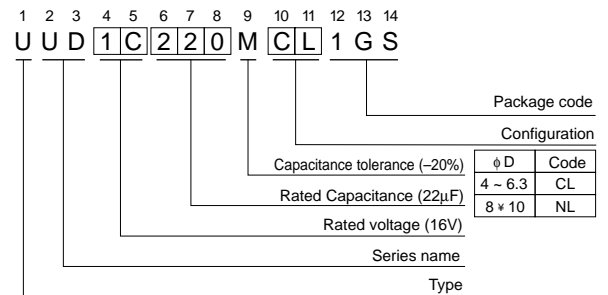 1 2 3 4 5 6 7 8 9 10 11 12 13 14
U U D 1 C 2 2 0 M C L 1 G S
Package code
Configuration
Capacitance tolerance (–20%)
φ D Code
4 ~ 6.3 CL
8 ¥ 10 NL
Rated Capacitance (22µF)
Rated voltage (16V)
Series name
Type